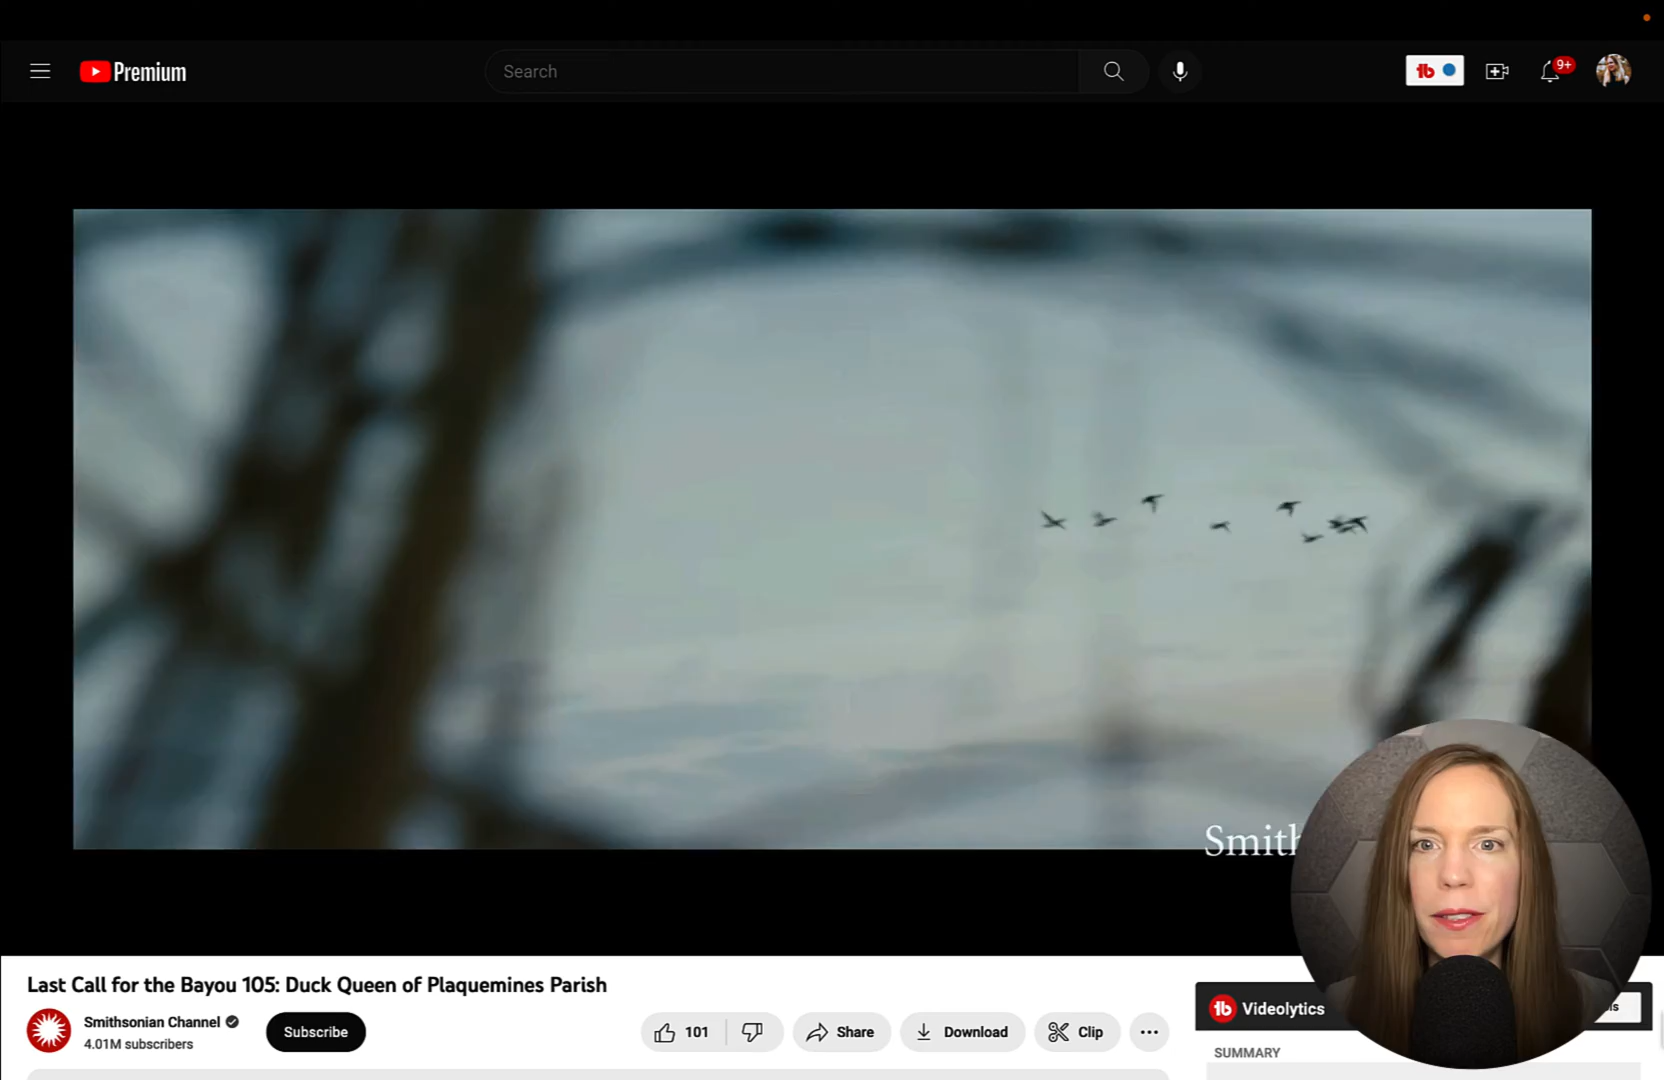 Premium
Search
9+
Smith
Last Call for the Bayou 105: Duck Queen of Plaquemines Parish
Smithsonian Channel
4.01M subscribers
Subscribe
101
Share
Download
Clip
Videolytics
SUMMARY